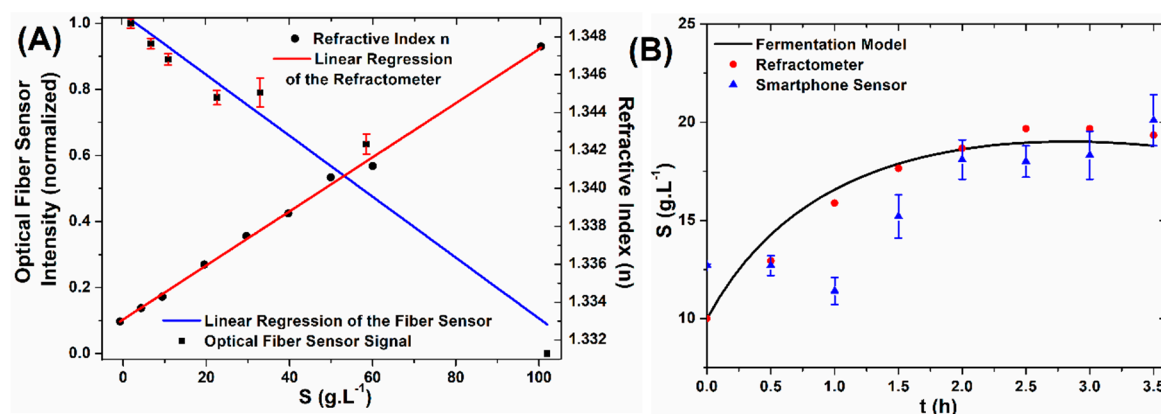 (A)
Refractive Index n
Linear Regression
of the Refractometer
Linear Regression of the Fiber Sensor
Optical Fiber Sensor Signal
Optical Fiber Sensor
Intensity (normalized)
1.0
0.8
0.6
0.4
0.2
0.0
0
20
40
60
80
100
S (g.L-1)
1.348
1.346
1.344
1.342
1.340
1.338
1.336
1.334
1.332
Refractive Index (n)
(B)
Fermentation Model
Refractometer
Smartphone Sensor
S (g.L-1)
25
20
15
10
5
0.0
0.5
1.0
1.5
2.0
2.5
3.0
3.5
t (h)